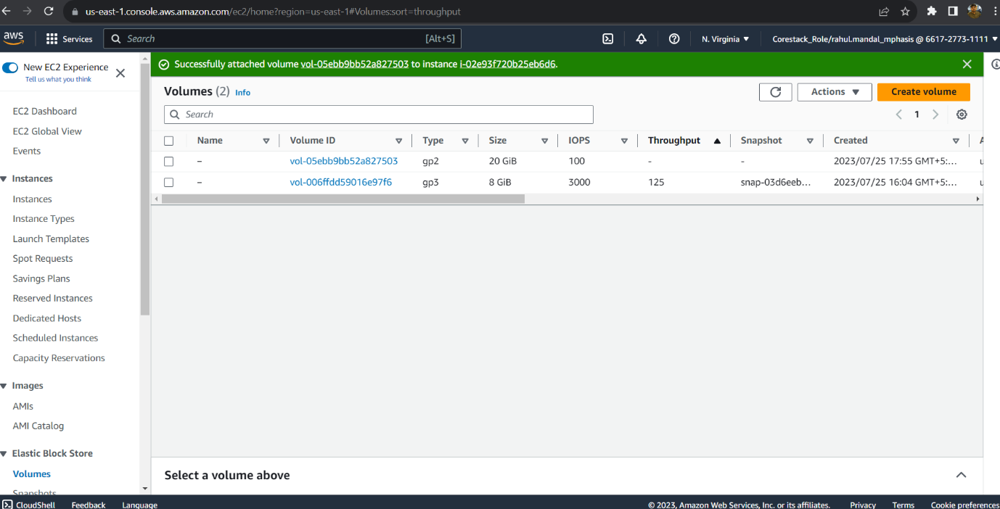 us-east-1.console.aws.amazon.com/ec2/home?region=us-east-1#Volumes:sort=throughput
aws Services Search [Alt+S] N. Virginia Corestack_Role/rahul.mandal_mphasis @ 6617-2773-1111
New EC2 Experience
Tell us what you think
EC2 Dashboard
EC2 Global View
Events
Instances
Instances
Instance Types
Launch Templates
Spot Requests
Savings Plans
Reserved Instances
Dedicated Hosts
Scheduled Instances
Capacity Reservations
Images
AMIs
AMI Catalog
Elastic Block Store
Volumes
Snapshots
Successfully attached volume vol-05ebb9bb52a827503 to instance i-02e93f720b25eb6d6.
Volumes (2) Info
Actions Create volume
Search
1
Name Volume ID Type Size IOPS Throughput Snapshot Created
– vol-05ebb9bb52a827503 gp2 20 GiB 100 - - 2023/07/25 17:55 GMT+5:...
– vol-006ffdd59016e97f6 gp3 8 GiB 3000 125 snap-03d6eeb... 2023/07/25 16:04 GMT+5:...
Select a volume above
CloudShell Feedback Language © 2023, Amazon Web Services, Inc. or its affiliates. Privacy Terms Cookie preferences